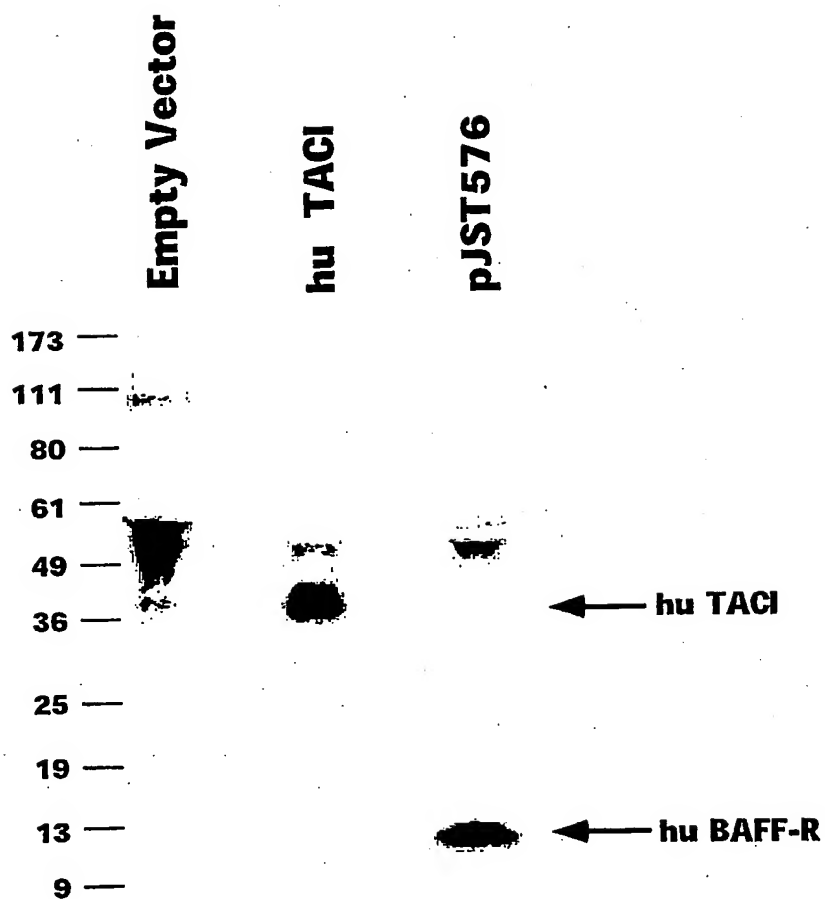 Empty Vector
hu TACI
pJST576
173
111
80
61
49
36
25
19
13
9
hu TACI
hu BAFF-R